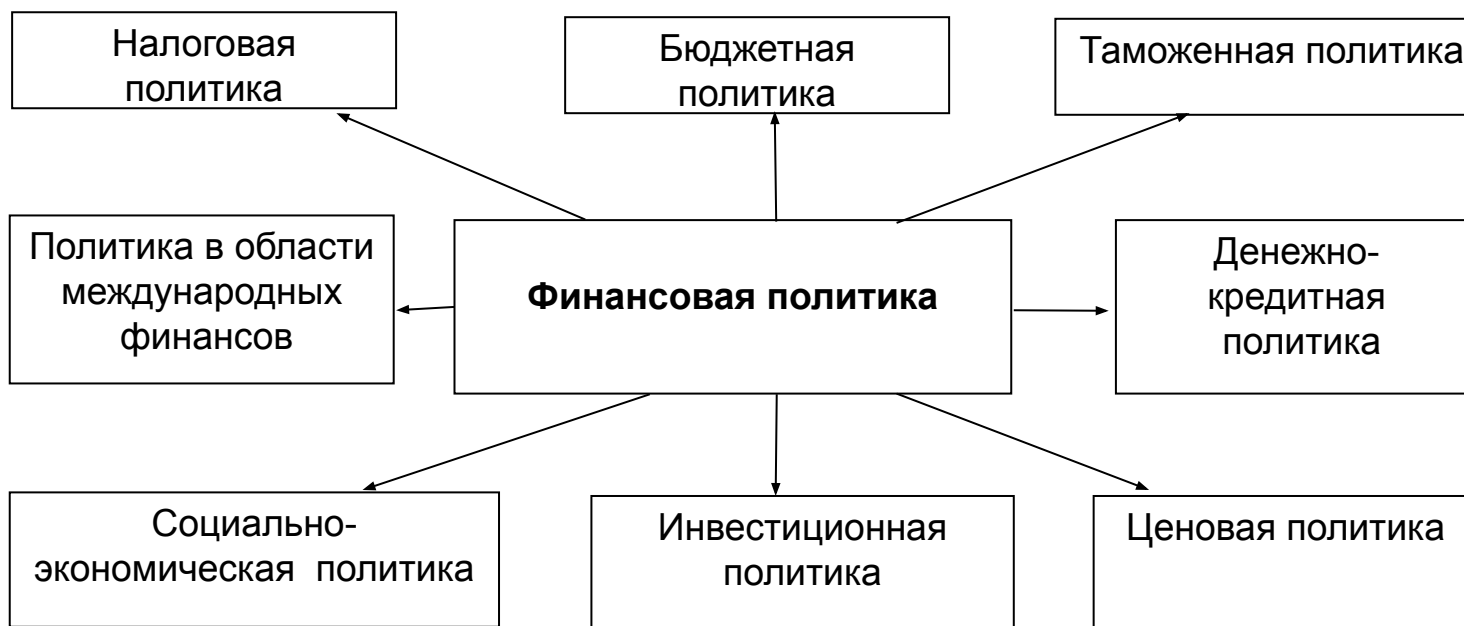 Налоговая
политика
Бюджетная
политика
Таможенная политика
Политика в области
международных
финансов
Финансовая политика
Денежно-
кредитная
политика
Социально-
экономическая политика
Инвестиционная
политика
Ценовая политика